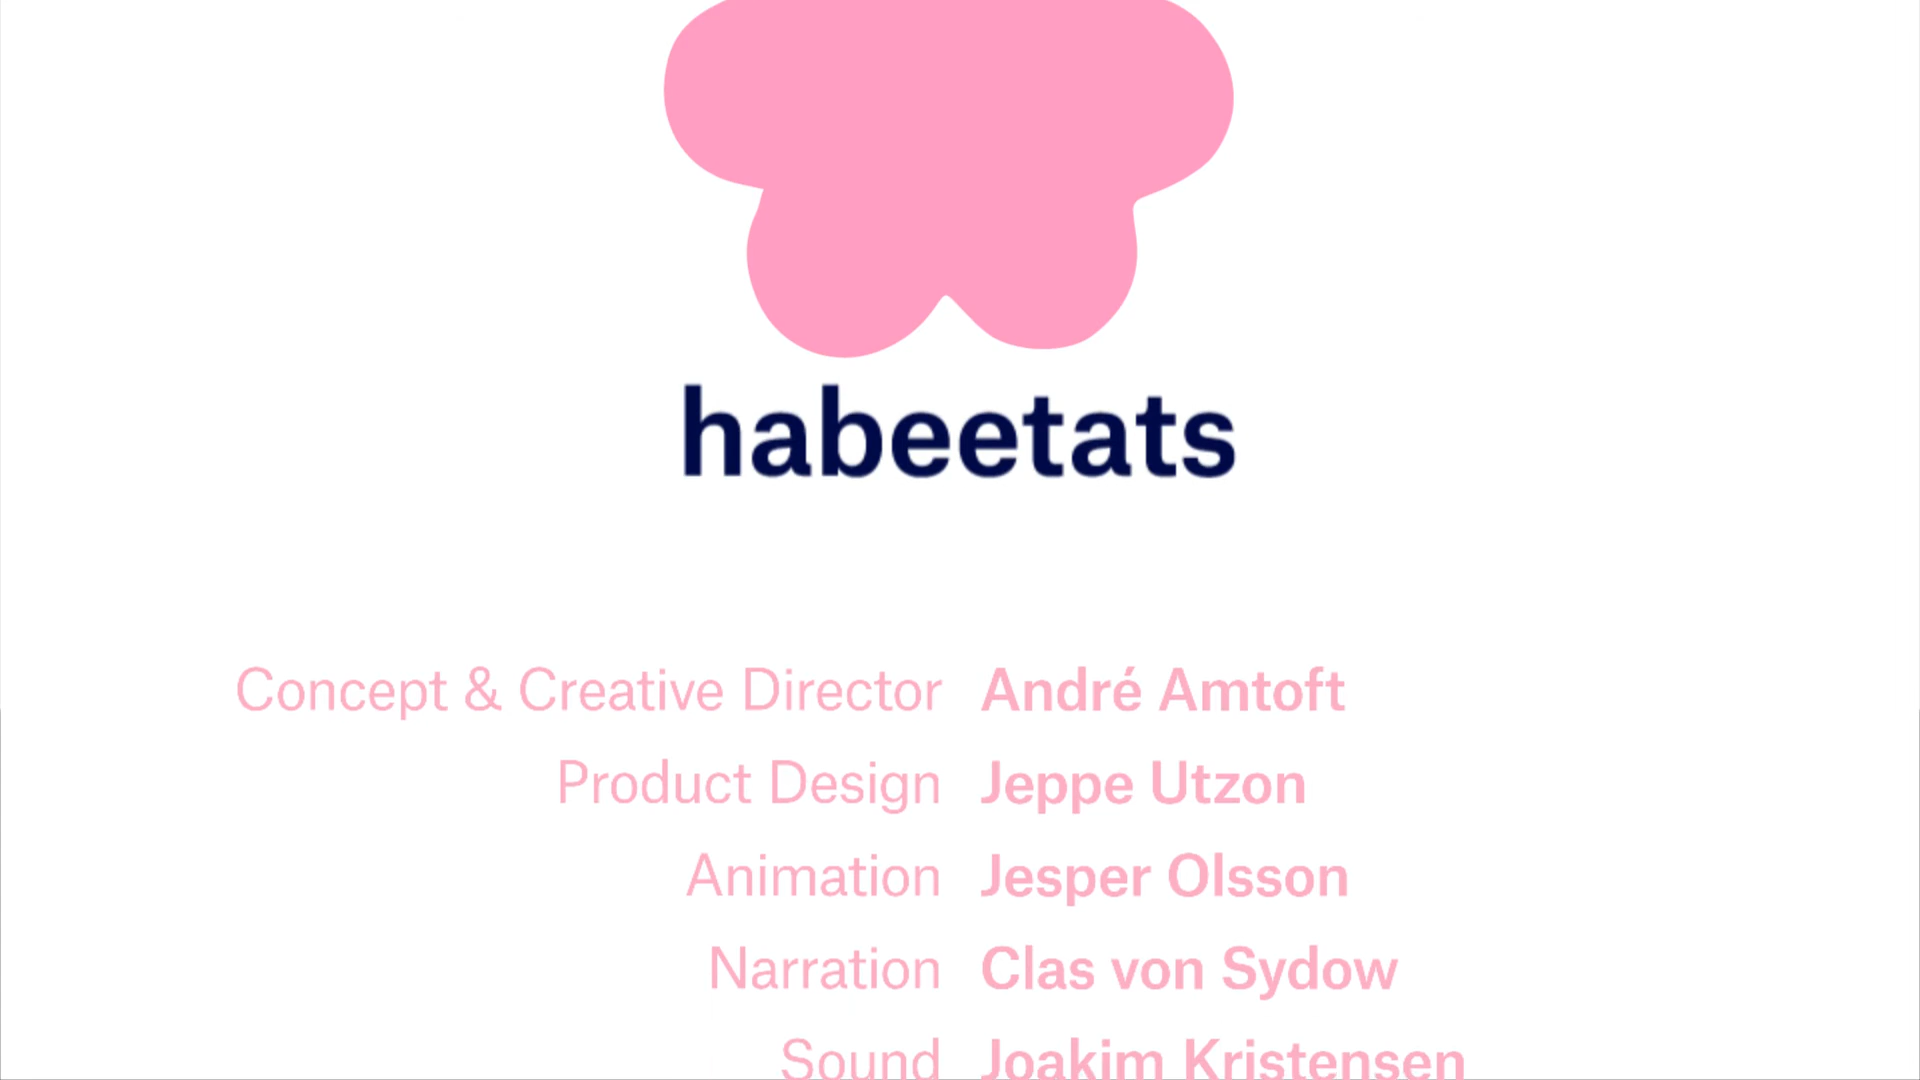 habeetats
Concept & Creative Director André Amtoft
Product Design Jeppe Utzon
Animation Jesper Olsson
Narration Clas von Sydow
Sound Joakim Kristensen